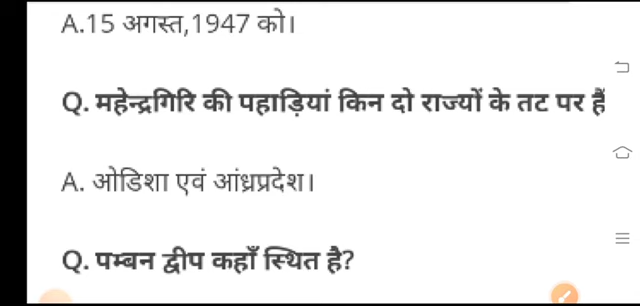 A.15 अगस्त,1947 को।
Q. महेन्द्रगिरि की पहाड़ियां किन दो राज्यों के तट पर हैं
A. ओडिशा एवं आंध्रप्रदेश।
Q. पम्बन द्वीप कहाँ स्थित है?